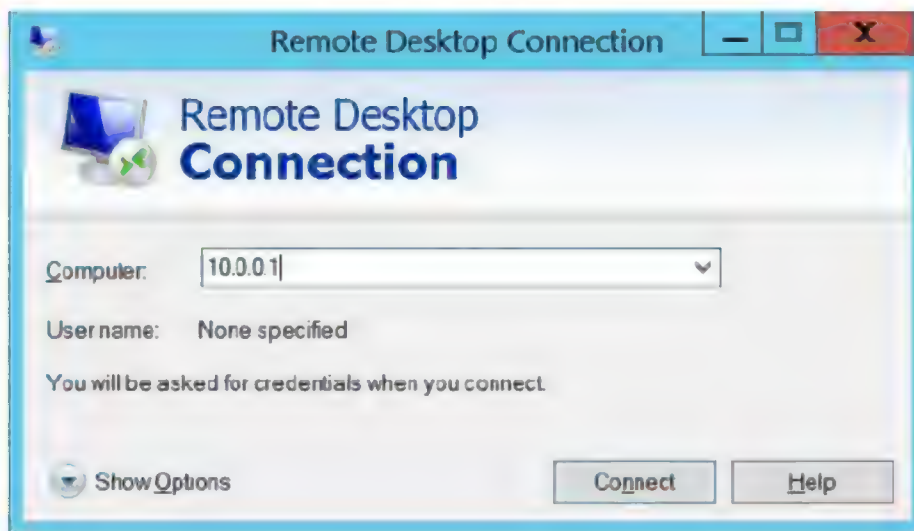 Remote Desktop Connection
Remote Desktop
Connection
Computer: 10.0.0.1
User name: None specified
You will be asked for credentials when you connect.
Show Options Connect Help